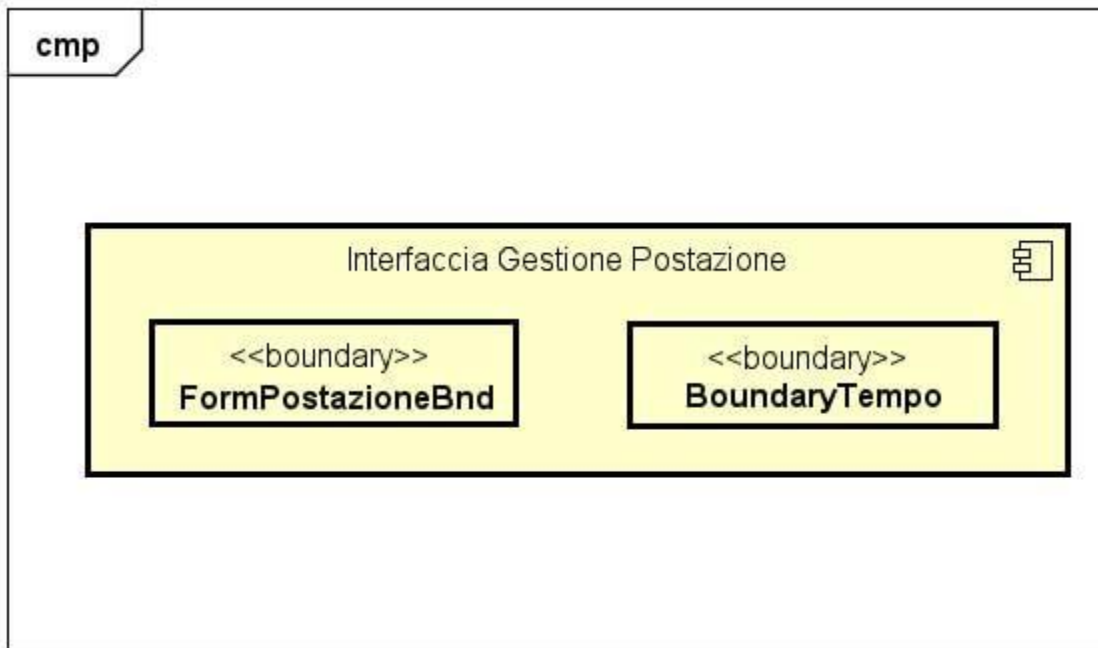 cmp
Interfaccia Gestione Postazione
<<boundary>>
FormPostazioneBnd
<<boundary>>
BoundaryTempo